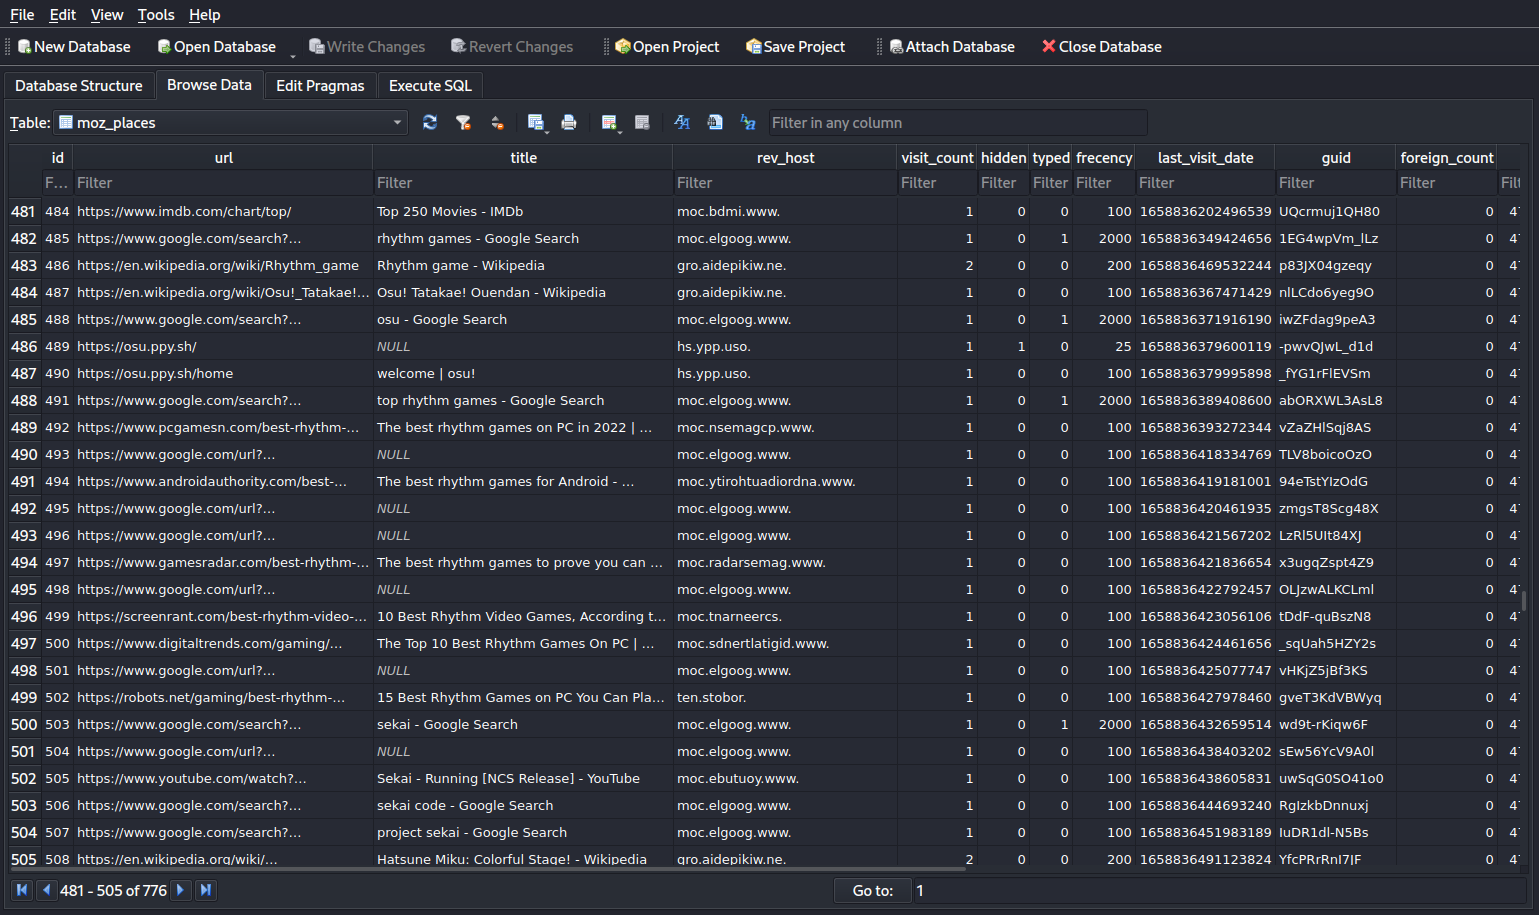 File Edit View Tools Help
New Database Open Database Write Changes Revert Changes Open Project Save Project Attach Database Close Database
Database Structure Browse Data Edit Pragmas Execute SQL
Table: moz_places Filter in any column
id url title rev_host visit_count hidden typed frecency last_visit_date guid foreign_count
F... Filter Filter Filter Filter Filter Filter Filter Filter Filter Filter Fil
481 484 https://www.imdb.com/chart/top/ Top 250 Movies - IMDb moc.bdmi.www. 1 0 0 100 1658836202496539 UQcrmuj1QH80 0 4
482 485 https://www.google.com/search?... rhythm games - Google Search moc.elgoog.www. 1 0 1 2000 1658836349424656 1EG4wpVm_lLz 0 4
483 486 https://en.wikipedia.org/wiki/Rhythm_game Rhythm game - Wikipedia gro.aidepikiw.ne. 2 0 0 200 1658836469532244 p83JX04gzeqy 0 4
484 487 https://en.wikipedia.org/wiki/Osu!_Tatakae!... Osu! Tatakae! Ouendan - Wikipedia gro.aidepikiw.ne. 1 0 0 100 1658836367471429 nlLCdo6yeg9O 0 4
485 488 https://www.google.com/search?... osu - Google Search moc.elgoog.www. 1 0 1 2000 1658836371916190 iwZFdag9peA3 0 4
486 489 https://osu.ppy.sh/ NULL hs.ypp.uso. 1 1 0 25 1658836379600119 -pwvQJwL_d1d 0 4
487 490 https://osu.ppy.sh/home welcome | osu! hs.ypp.uso. 1 0 0 100 1658836379995898 _fYG1rFlEVSm 0 4
488 491 https://www.google.com/search?... top rhythm games - Google Search moc.elgoog.www. 1 0 1 2000 1658836389408600 abORXWL3AsL8 0 4
489 492 https://www.pcgamesn.com/best-rhythm-... The best rhythm games on PC in 2022 | ... moc.nsemagcp.www. 1 0 0 100 1658836393272344 vZaZHlSqj8AS 0 4
490 493 https://www.google.com/url?... NULL moc.elgoog.www. 1 0 0 100 1658836418334769 TLV8boicoOzO 0 4
491 494 https://www.androidauthority.com/best-... The best rhythm games for Android - ... moc.ytirohtuadiordna.www. 1 0 0 100 1658836419181001 94eTstYIzOdG 0 4
492 495 https://www.google.com/url?... NULL moc.elgoog.www. 1 0 0 100 1658836420461935 zmgsT8Scg48X 0 4
493 496 https://www.google.com/url?... NULL moc.elgoog.www. 1 0 0 100 1658836421567202 LzRl5UIt84XJ 0 4
494 497 https://www.gamesradar.com/best-rhythm-... The best rhythm games to prove you can ... moc.radarsemag.www. 1 0 0 100 1658836421836654 x3ugqZspt4Z9 0 4
495 498 https://www.google.com/url?... NULL moc.elgoog.www. 1 0 0 100 1658836422792457 OLJzwALKCLml 0 4
496 499 https://screenrant.com/best-rhythm-video-... 10 Best Rhythm Video Games, According t... moc.tnarneercs. 1 0 0 100 1658836423056106 tDdF-quBszN8 0 4
497 500 https://www.digitaltrends.com/gaming/... The Top 10 Best Rhythm Games On PC | ... moc.sdnertlatigid.www. 1 0 0 100 1658836424461656 _sqUah5HZY2s 0 4
498 501 https://www.google.com/url?... NULL moc.elgoog.www. 1 0 0 100 1658836425077747 vHKjZ5jBf3KS 0 4
499 502 https://robots.net/gaming/best-rhythm-... 15 Best Rhythm Games on PC You Can Pla... ten.stobor. 1 0 0 100 1658836427978460 gveT3KdVBWyq 0 4
500 503 https://www.google.com/search?... sekai - Google Search moc.elgoog.www. 1 0 1 2000 1658836432659514 wd9t-rKiqw6F 0 4
501 504 https://www.google.com/url?... NULL moc.elgoog.www. 1 0 0 100 1658836438403202 sEw56YcV9A0l 0 4
502 505 https://www.youtube.com/watch?... Sekai - Running [NCS Release] - YouTube moc.ebutuoy.www. 1 0 0 100 1658836438605831 uwSqG0SO41o0 0 4
503 506 https://www.google.com/search?... sekai code - Google Search moc.elgoog.www. 1 0 0 100 1658836444693240 RgIzkbDnnuxj 0 4
504 507 https://www.google.com/search?... project sekai - Google Search moc.elgoog.www. 1 0 0 100 1658836451983189 IuDR1dl-N5Bs 0 4
505 508 https://en.wikipedia.org/wiki/... Hatsune Miku: Colorful Stage! - Wikipedia gro.aidepikiw.ne. 2 0 0 200 1658836491123824 YfcPRrRnI7JF 0 4
481 - 505 of 776 Go to: 1